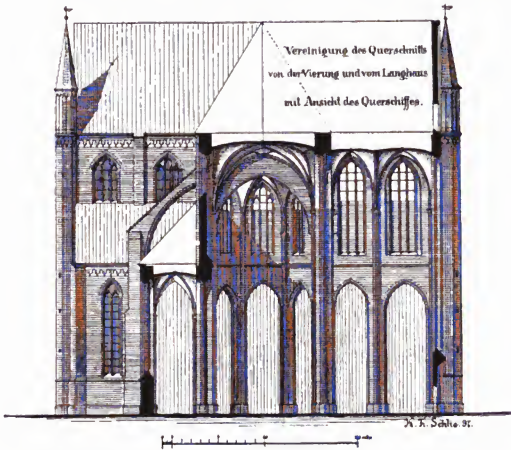 Vereinigung des Querschnitts
von der Vierung und vom Langhaus
mit Ansicht des Querschiffes.